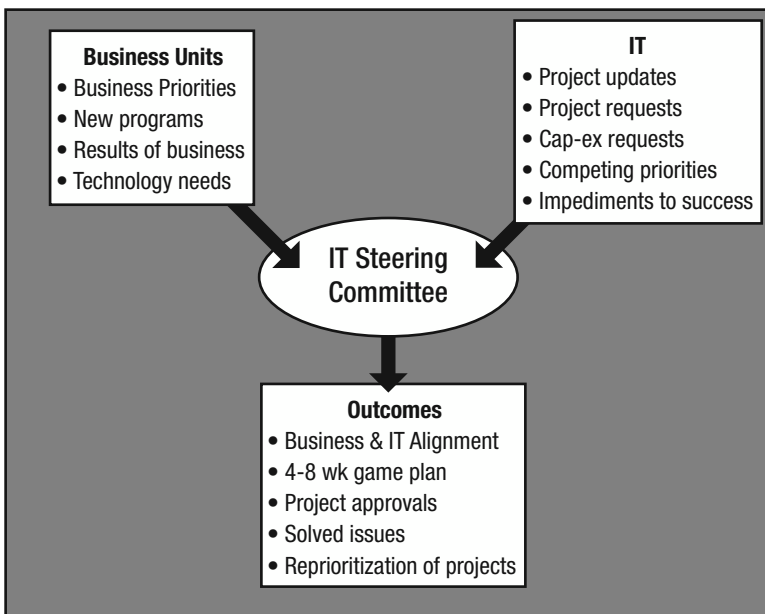 Business Units
• Business Priorities
• New programs
• Results of business
• Technology needs
IT
• Project updates
• Project requests
• Cap-ex requests
• Competing priorities
• Impediments to success
IT Steering
Committee
Outcomes
• Business & IT Alignment
• 4-8 wk game plan
• Project approvals
• Solved issues
• Reprioritization of projects